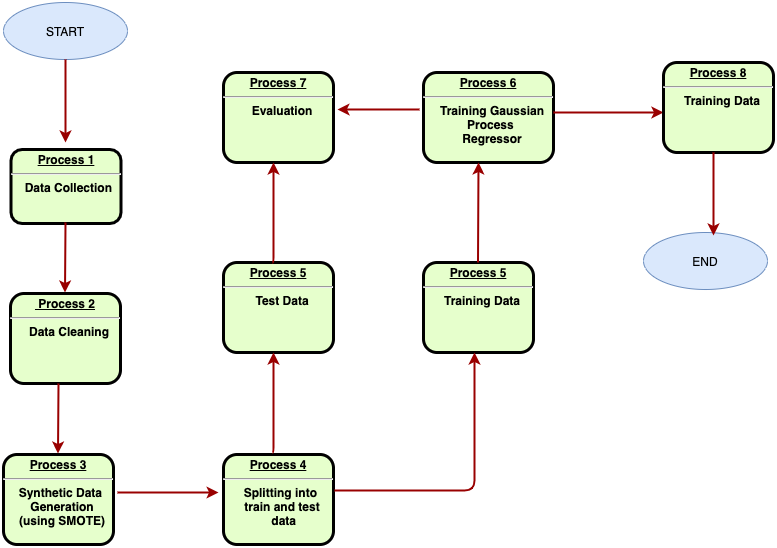 START
Process 1
Data Collection
Process 2
Data Cleaning
Process 3
Synthetic Data
Generation
(using SMOTE)
Process 4
Splitting into
train and test
data
Process 5
Test Data
Process 5
Training Data
Process 7
Evaluation
Process 6
Training Gaussian
Process
Regressor
Process 8
Training Data
END